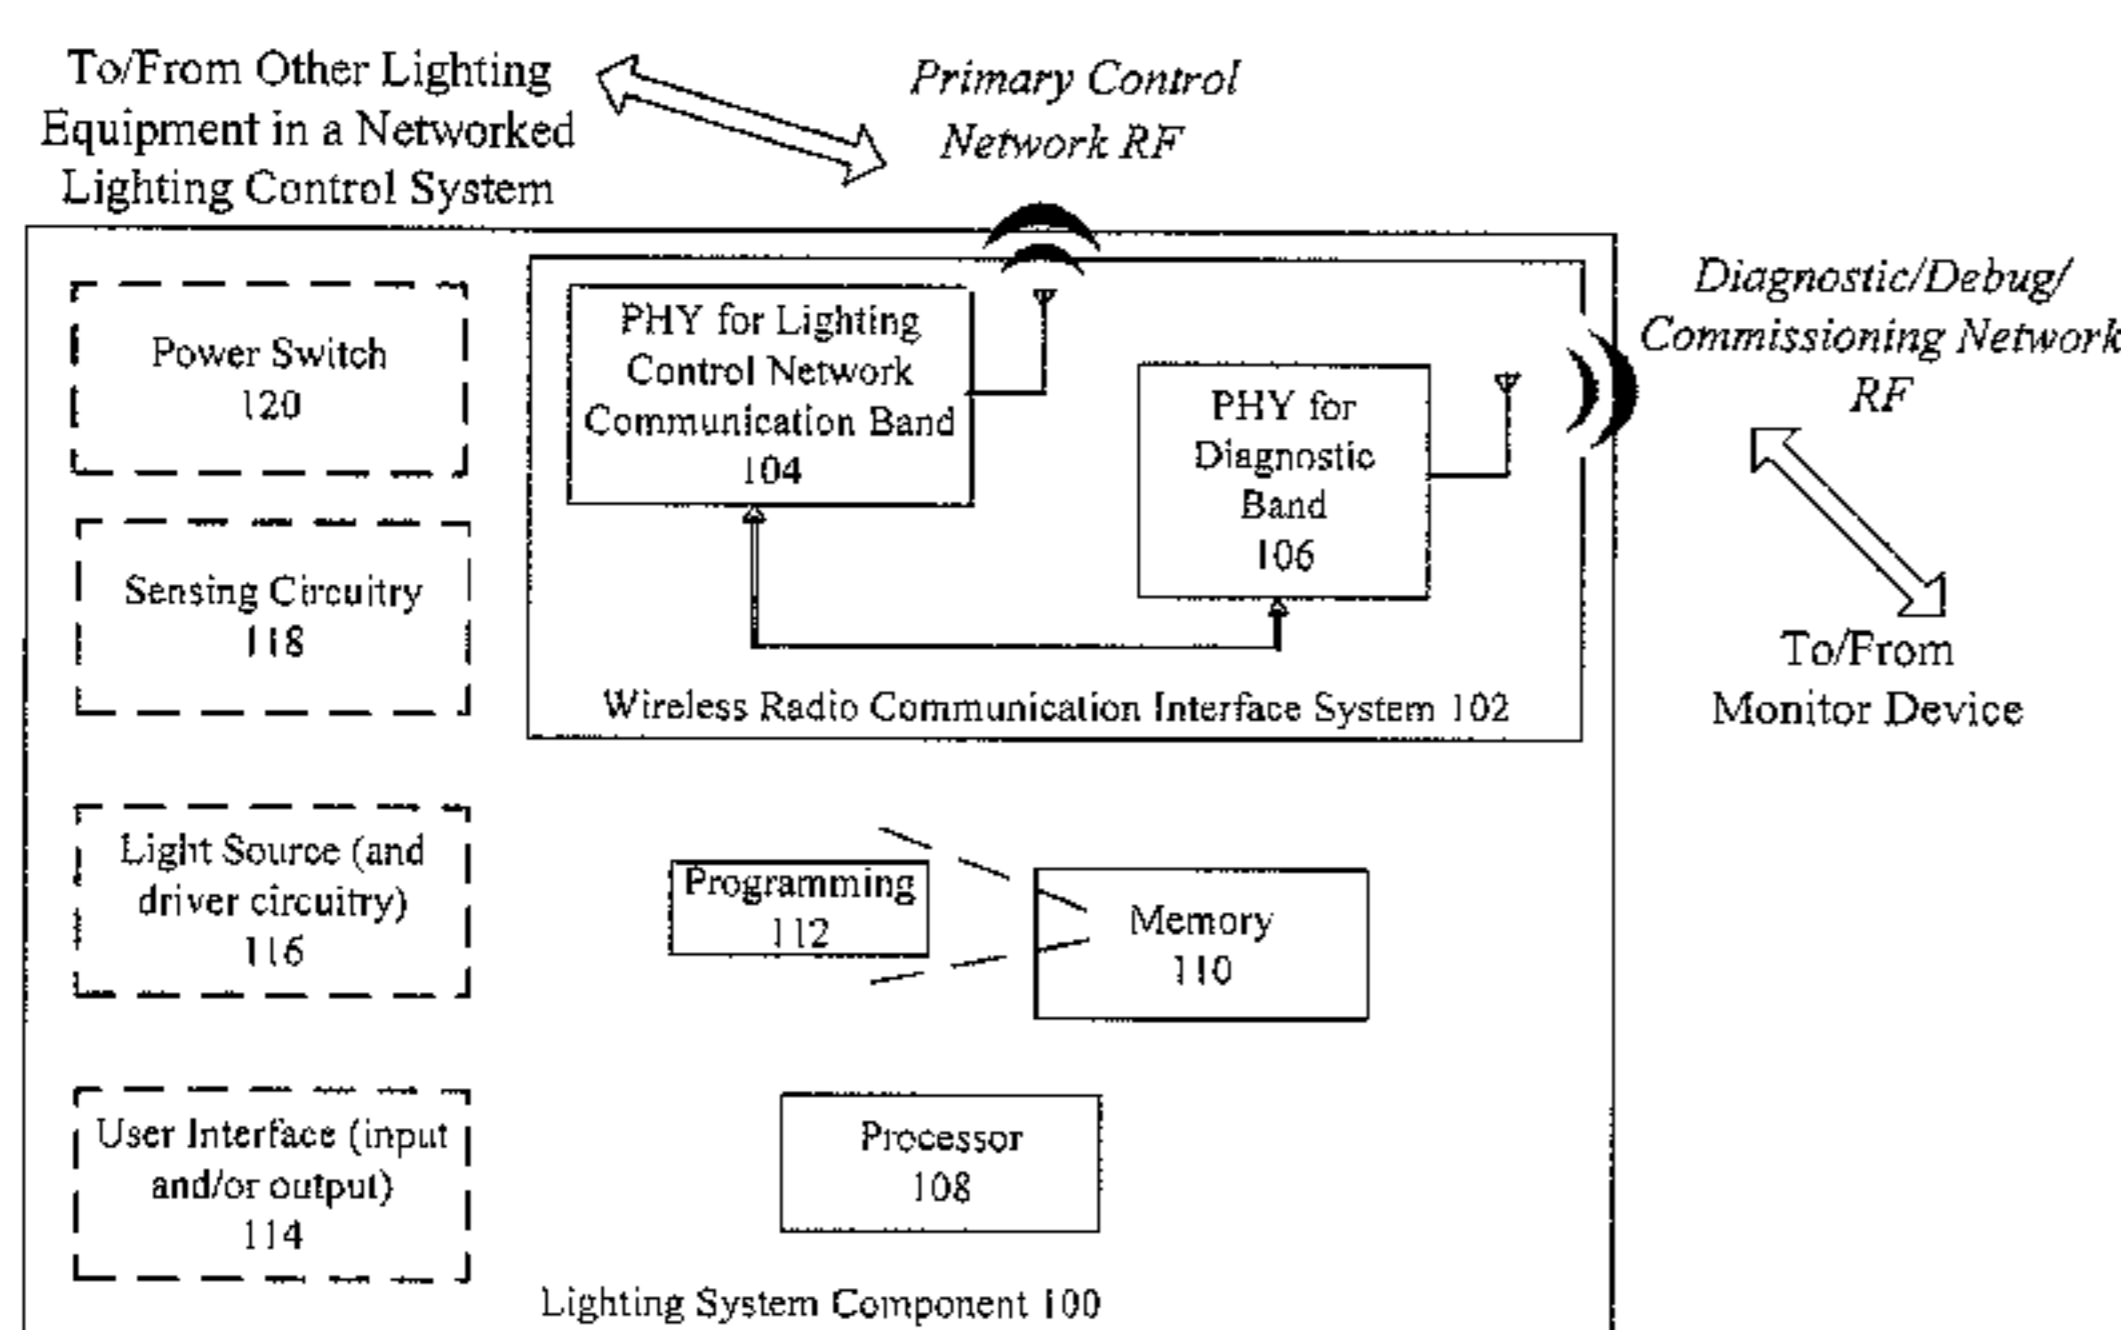 To/From Other Lighting
Equipment in a Networked
Lighting Control System
Primary Control
Network RF
Diagnostic/Debug/
Commissioning Network
RF
To/From
Monitor Device
Power Switch
120
Sensing Circuitry
118
Light Source (and
driver circuitry)
116
User Interface (input
and/or output)
114
PHY for Lighting
Control Network
Communication Band
104
PHY for
Diagnostic
Band
106
Wireless Radio Communication Interface System 102
Programming
112
Memory
110
Processor
108
Lighting System Component 100